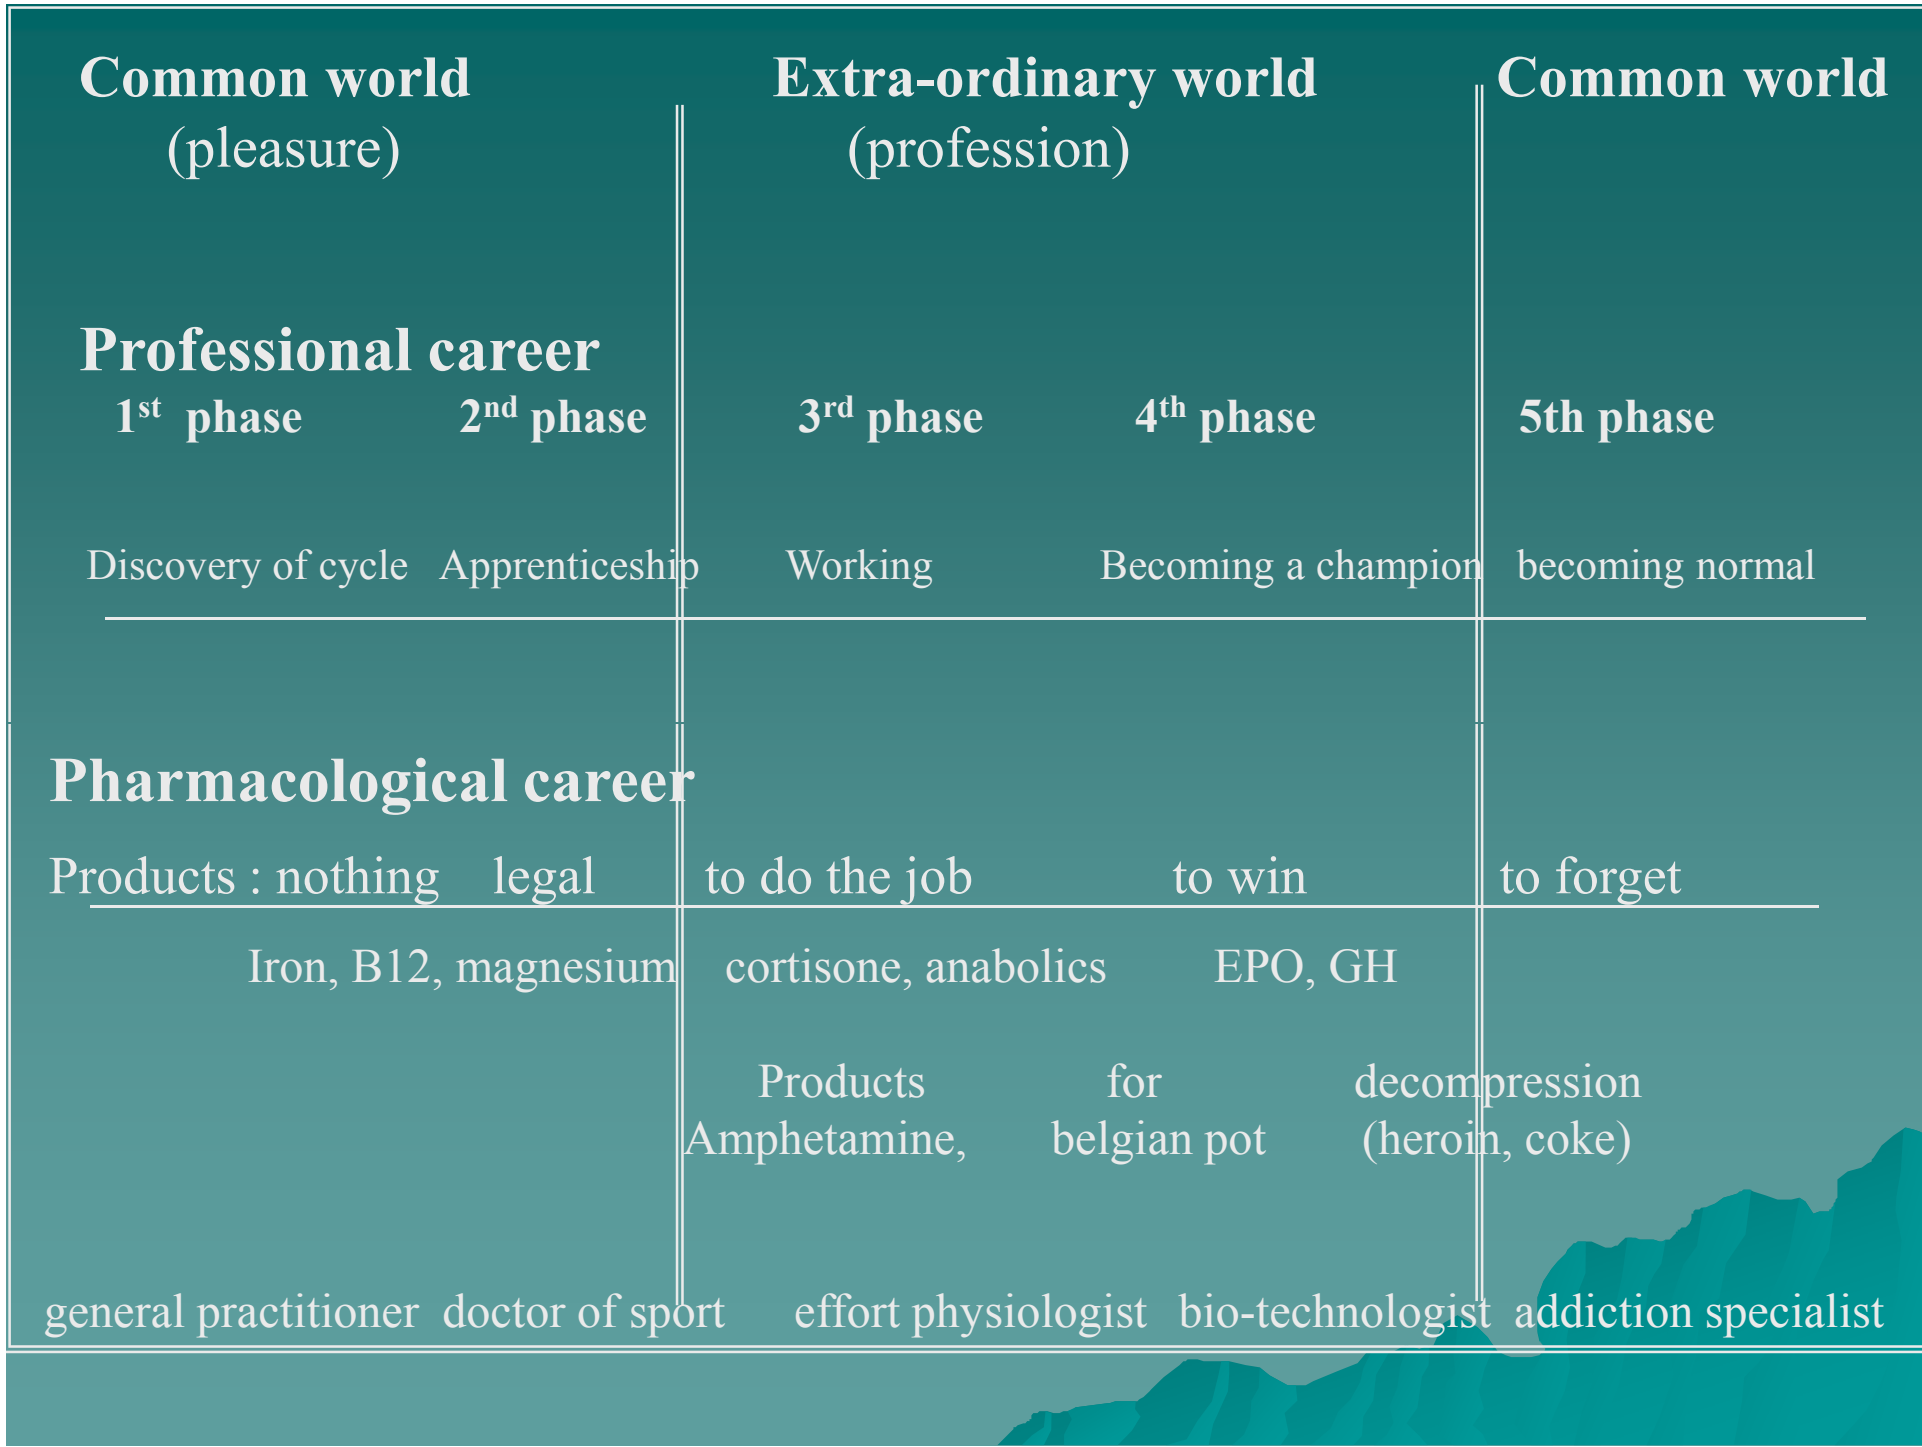 Common world Extra-ordinary world Common world
(pleasure) (profession)
Professional career
1st phase 2nd phase 3rd phase 4th phase 5th phase
Discovery of cycle Apprenticeship Working Becoming a champion becoming normal
Pharmacological career
Products : nothing legal to do the job to win to forget
Iron, B12, magnesium cortisone, anabolics EPO, GH
Products for decompression
Amphetamine, belgian pot (heroin, coke)
general practitioner doctor of sport effort physiologist bio-technologist addiction specialist